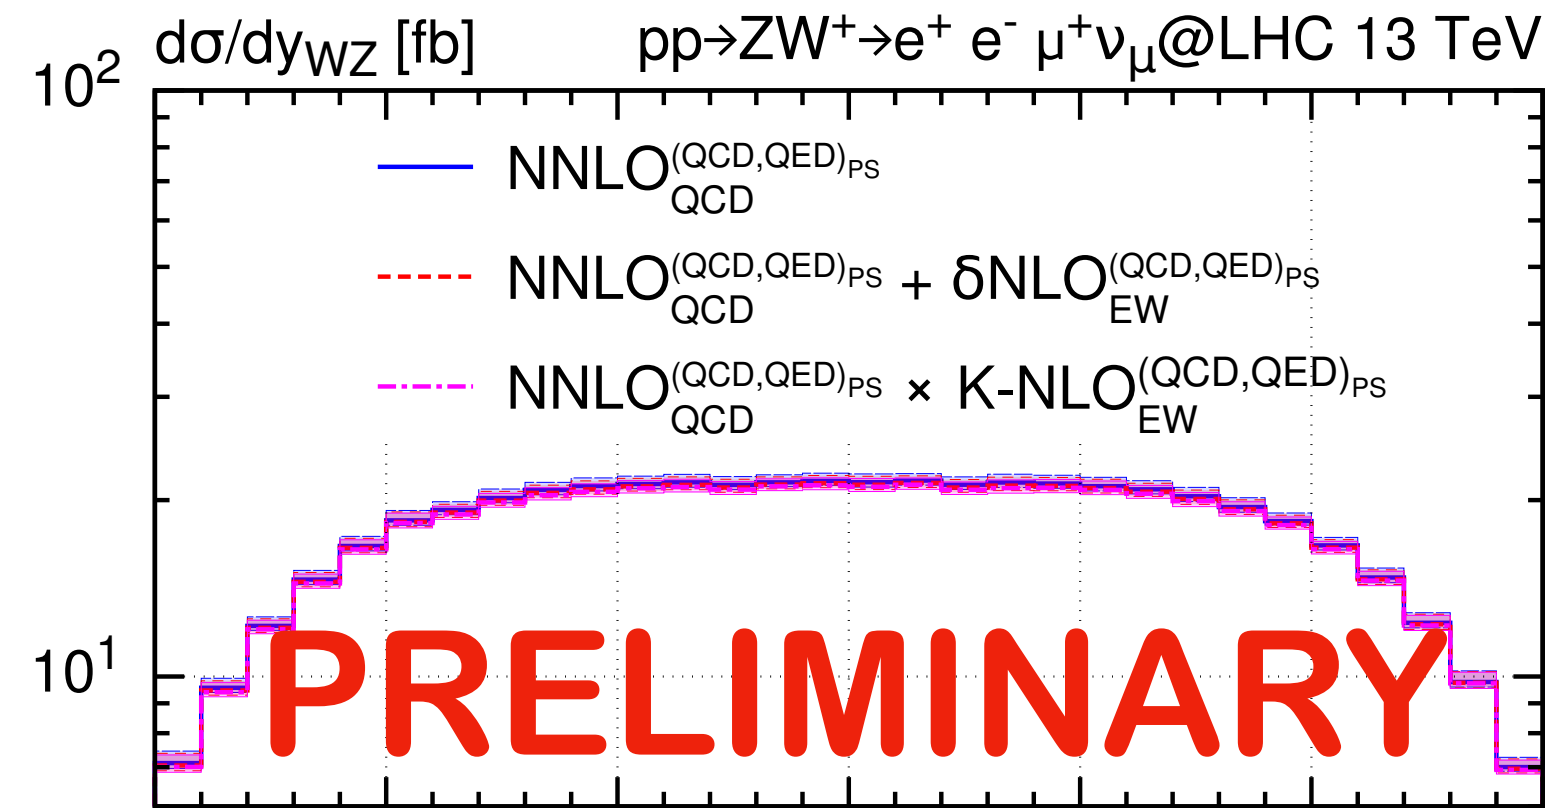 dσ/dy_WZ [fb] pp→ZW⁺→e⁺ e⁻ μ⁺ν_μ@LHC 13 TeV
10²
NNLO_QCD^(QCD,QED)_PS
NNLO_QCD^(QCD,QED)_PS + δNLO_EW^(QCD,QED)_PS
NNLO_QCD^(QCD,QED)_PS × K-NLO_EW^(QCD,QED)_PS
10¹
PRELIMINARY